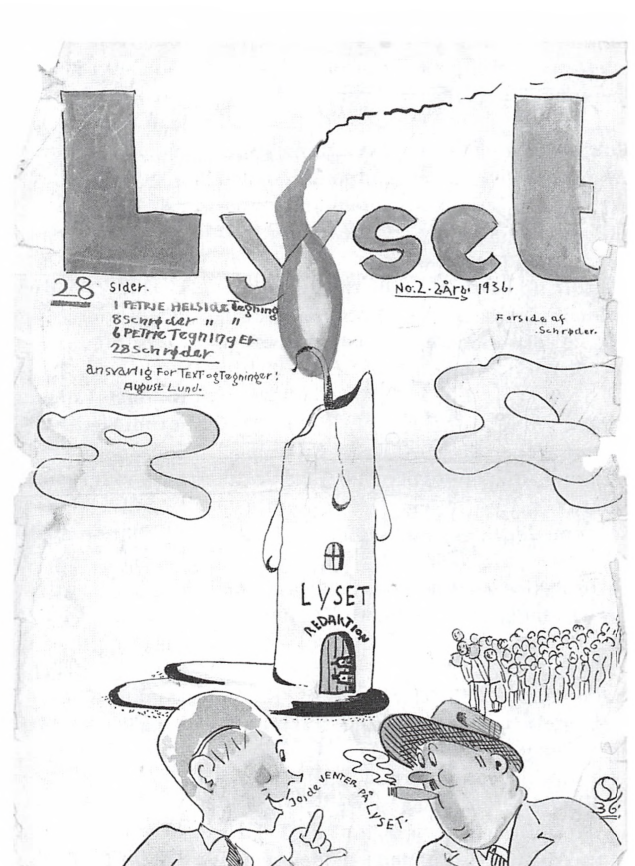 Lyset
No. 2. 2 Årb. 1936.
28 sider.
1 PETRIE HELSIDE Tegning
8 Schrøder " "
6 PETRIE TegningER
28 Schrøder
ansvarlig For TEXT og Tegninger:
August Lund.
Forside af
Schrøder.
LYSET
REDAKTION
Jo, de VENTER PÅ LYSET.
S
36